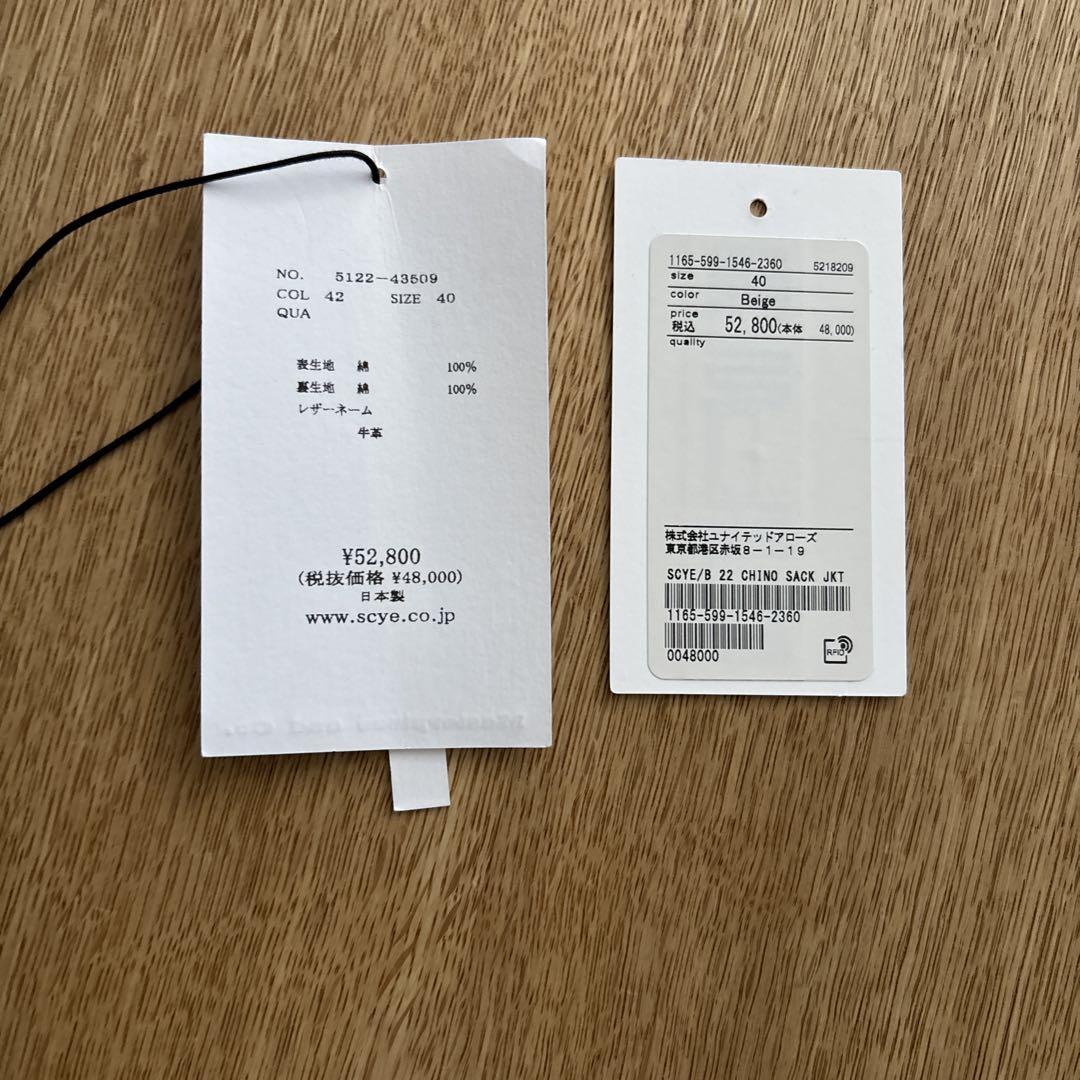 NO. 5122-43509
COL 42 SIZE 40
QUA
表生地 綿 100%
裏生地 綿 100%
レザーネーム
牛革
¥52,800
(税抜価格 ¥48,000)
日本製
www.scye.co.jp
1165-599-1546-2360 5218209
size 40
color Beige
price
税込 52,800(本体 48,000)
quality
株式会社ユナイテッドアローズ
東京都港区赤坂8-1-19
SCYE/B 22 CHINO SACK JKT
1165-599-1546-2360
0048000
RFID